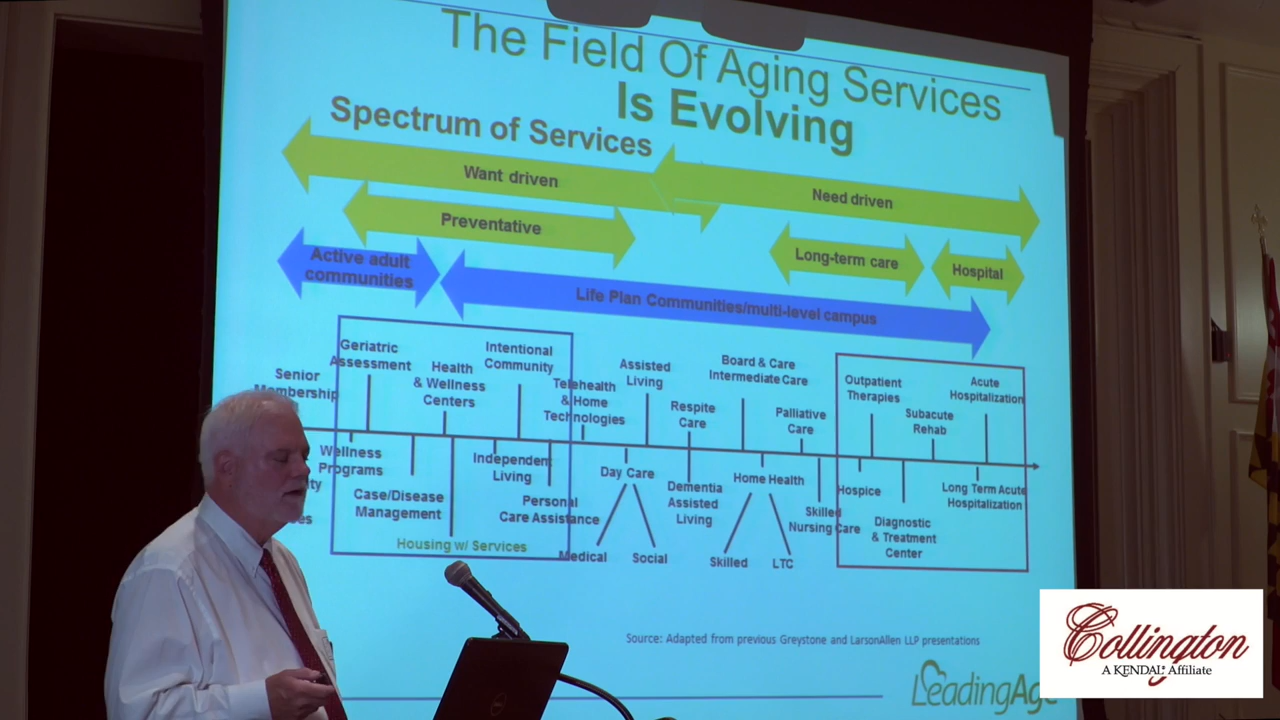 The Field Of Aging Services
Is Evolving
Spectrum of Services
Want driven
Need driven
Preventative
Long-term care
Hospital
Active adult
communities
Life Plan Communities/multi-level campus
Geriatric
Assessment
Intentional
Community
Senior
Membership
Health
& Wellness
Centers
Telehealth
& Home
Technologies
Assisted
Living
Respite
Care
Board & Care
Intermediate Care
Palliative
Care
Outpatient
Therapies
Subacute
Rehab
Acute
Hospitalization
Wellness
Programs
Case/Disease
Management
Independent
Living
Personal
Care Assistance
Housing w/ Services
Day Care
Medical
Social
Dementia
Assisted
Living
Home Health
Skilled
LTC
Skilled
Nursing Care
Hospice
Diagnostic
& Treatment
Center
Long Term Acute
Hospitalization
Source: Adapted from previous Greystone and LarsonAllen LLP presentations
LeadingAge
Collington
A KENDAL Affiliate